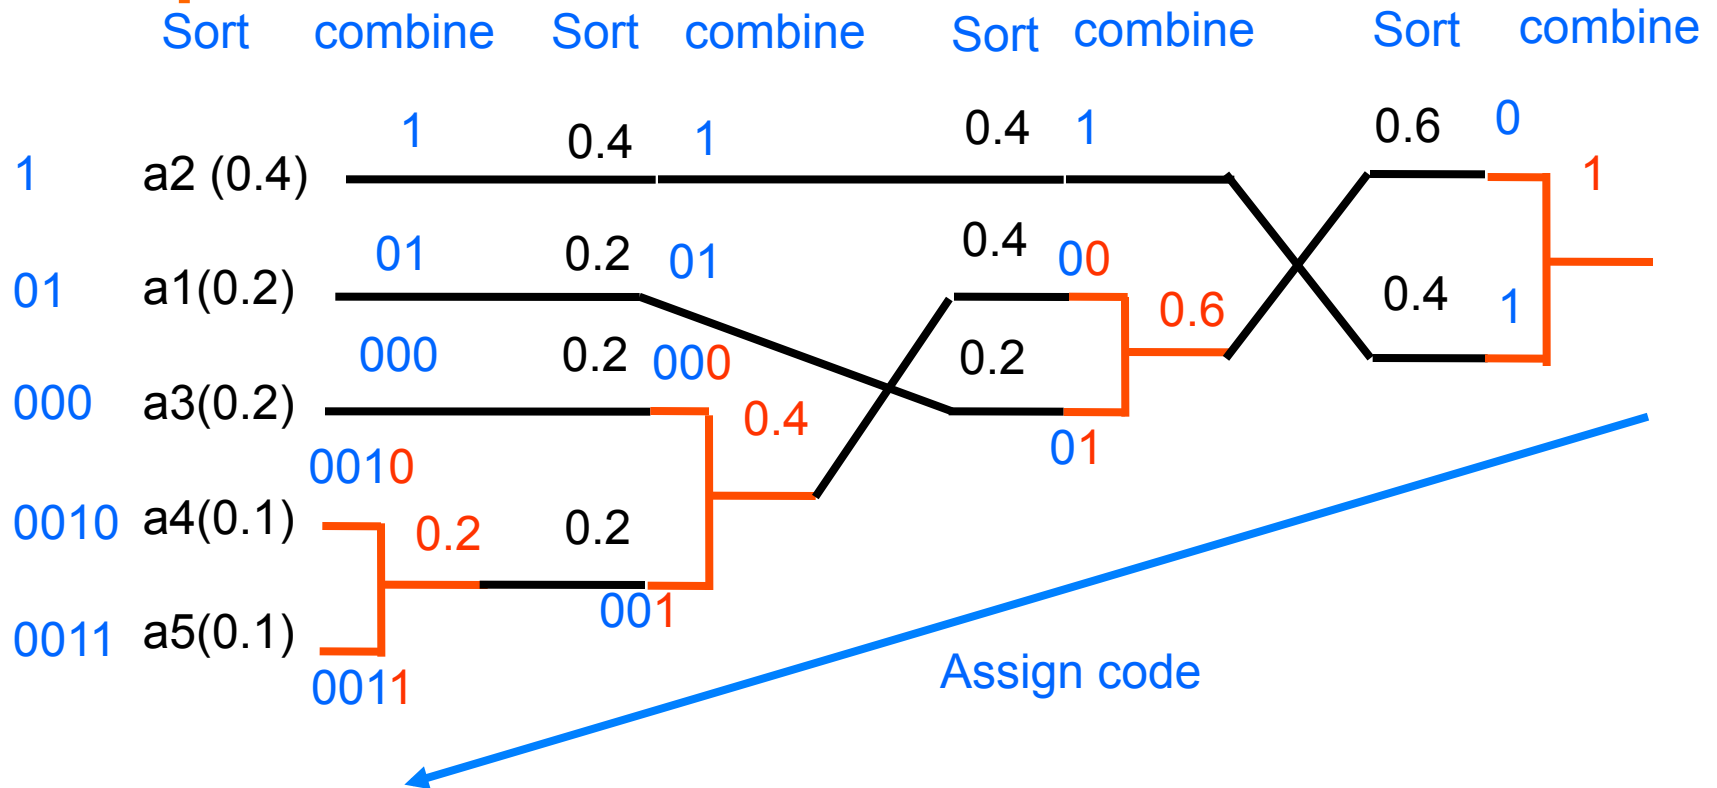 Sort combine Sort combine Sort combine Sort combine
1 a2 (0.4) 1 0.4 1 0.4 1 0.6 0 1
01 a1(0.2) 01 0.2 01 0.4 00 0.6 0.4 1
000 a3(0.2) 000 0.2 000 0.4 0.2 01
0010 a4(0.1) 0010 0.2 0.2 001
0011 a5(0.1) 0011
Assign code